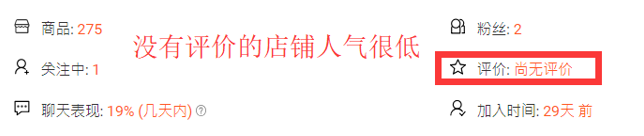 商品: 275
粉丝: 2
没有评价的店铺人气很低
关注中: 1
评价: 尚无评价
聊天表现: 19% (几天内) ?
加入时间: 29天 前